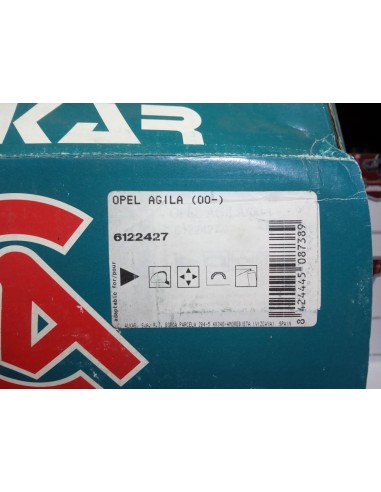 KAR
OPEL AGILA (00-)
6122427
adaptable for/pour
8 424445 087389